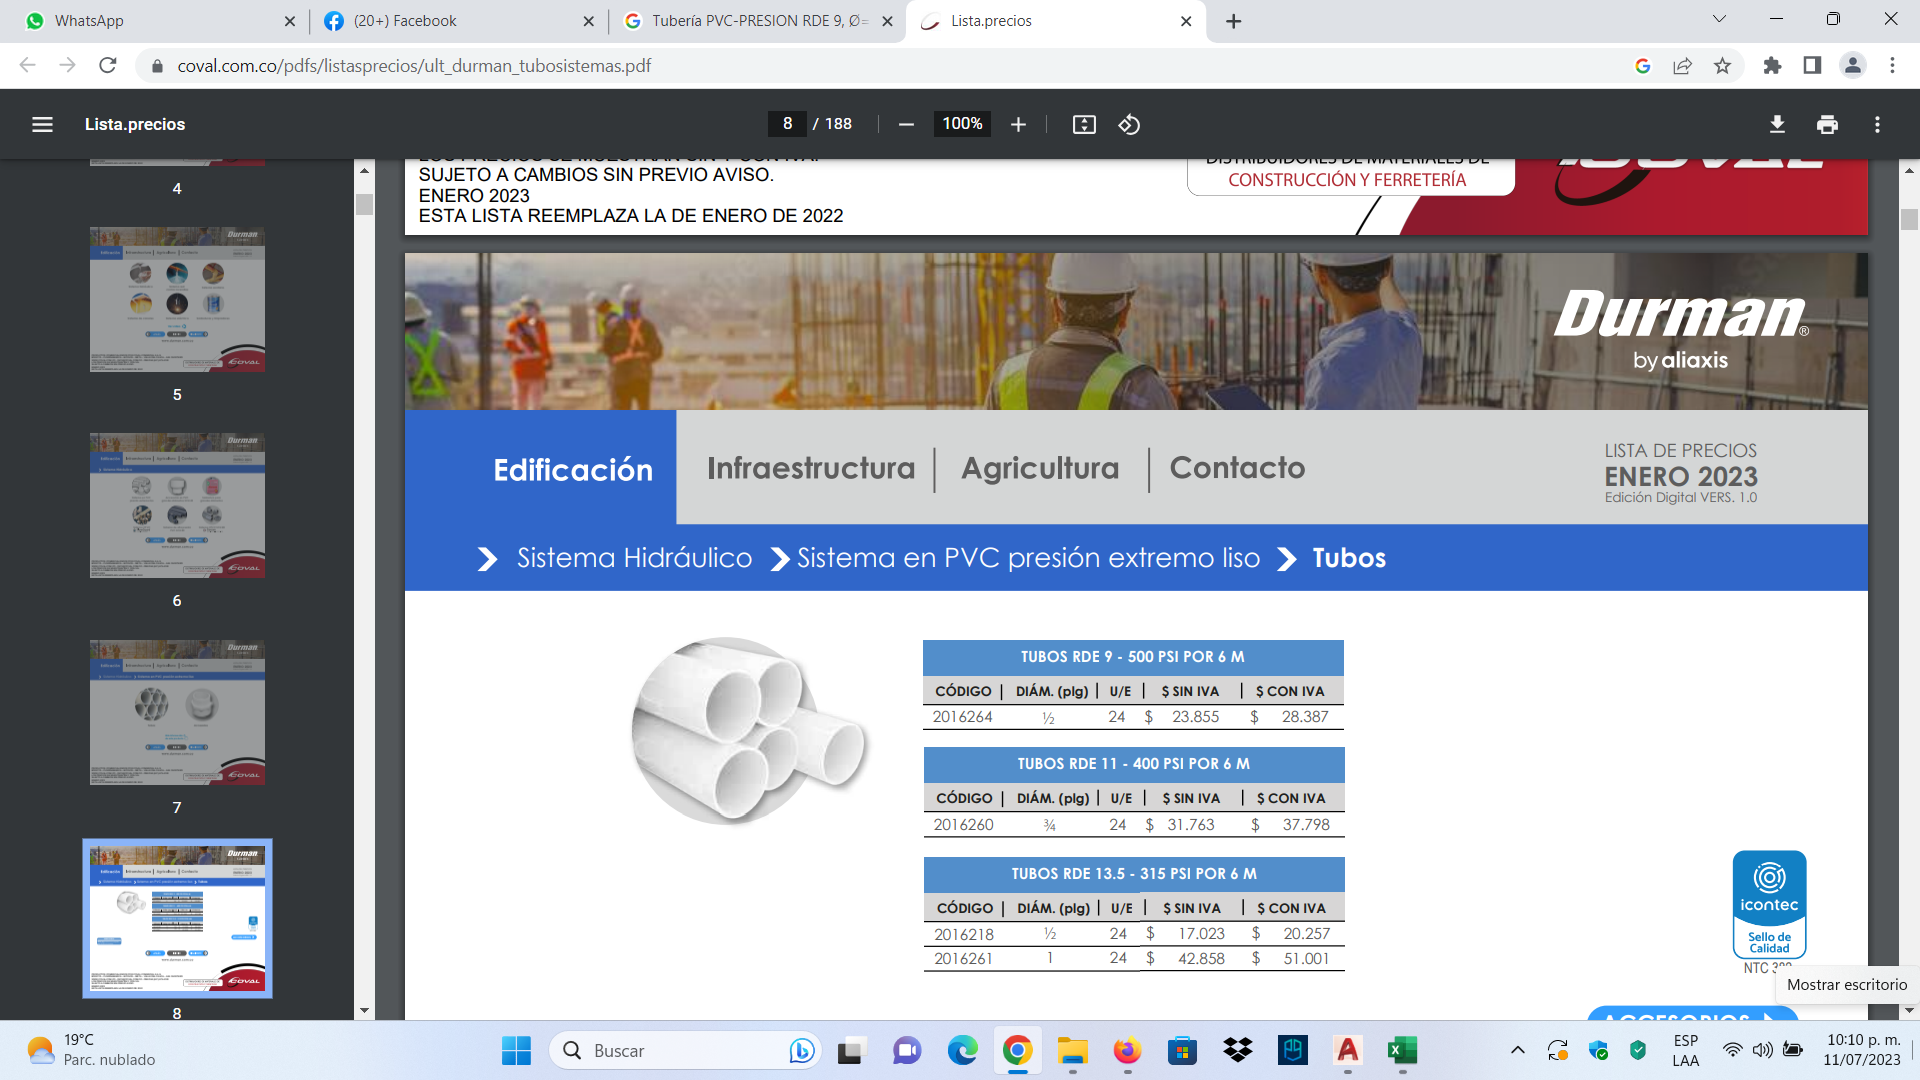 WhatsApp
(20+) Facebook
Tubería PVC-PRESION RDE 9, Ø=
Lista.precios
coval.com.co/pdfs/listasprecios/ult_durman_tubosistemas.pdf
Lista.precios
8 / 188
100%
4
5
6
7
8
SUJETO A CAMBIOS SIN PREVIO AVISO.
ENERO 2023
ESTA LISTA REEMPLAZA LA DE ENERO DE 2022
DISTRIBUIDORES DE MATERIALES DE
CONSTRUCCIÓN Y FERRETERÍA
COVAL
Durman®
by aliaxis
Edificación
Infraestructura | Agricultura | Contacto
LISTA DE PRECIOS
ENERO 2023
Edición Digital VERS. 1.0
Sistema Hidráulico Sistema en PVC presión extremo liso Tubos
TUBOS RDE 9 - 500 PSI POR 6 M
CÓDIGO | DIÁM. (plg) | U/E | $ SIN IVA | $ CON IVA
2016264 ½ 24 $ 23.855 $ 28.387
TUBOS RDE 11 - 400 PSI POR 6 M
CÓDIGO | DIÁM. (plg) | U/E | $ SIN IVA | $ CON IVA
2016260 ¾ 24 $ 31.763 $ 37.798
TUBOS RDE 13.5 - 315 PSI POR 6 M
CÓDIGO | DIÁM. (plg) | U/E | $ SIN IVA | $ CON IVA
2016218 ½ 24 $ 17.023 $ 20.257
2016261 1 24 $ 42.858 $ 51.001
icontec
Sello de
Calidad
NTC
Mostrar escritorio
ACCESORIOS
19°C
Parc. nublado
Buscar
ESP
LAA
10:10 p. m.
11/07/2023